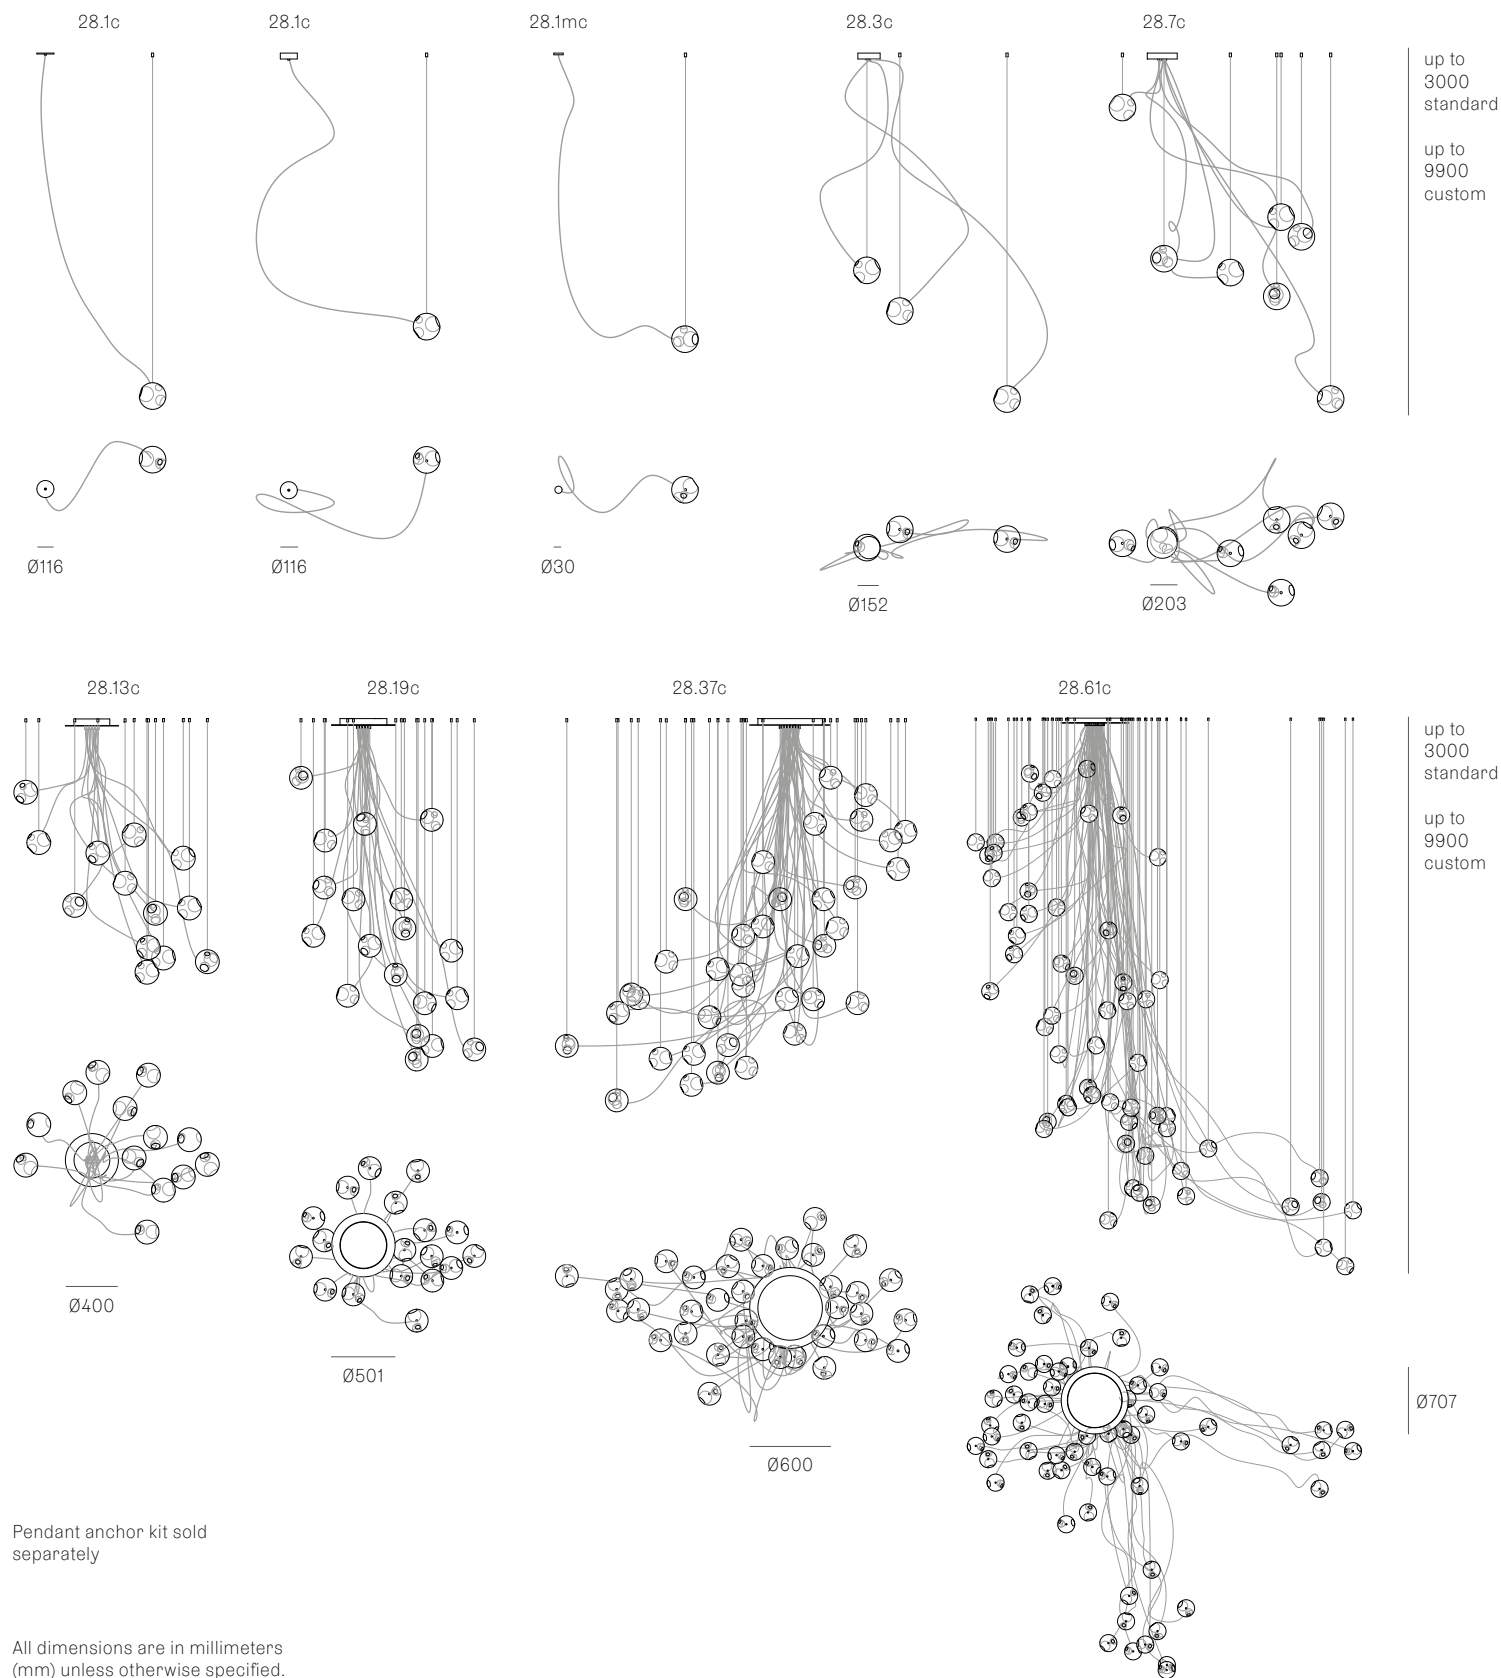 28.1c
28.1c
28.1mc
28.3c
28.7c
up to
3000
standard
up to
9900
custom
Ø116
Ø116
Ø30
Ø152
Ø203
28.13c
28.19c
28.37c
28.61c
up to
3000
standard
up to
9900
custom
Ø400
Ø501
Ø600
Ø707
Pendant anchor kit sold
separately
All dimensions are in millimeters
(mm) unless otherwise specified.